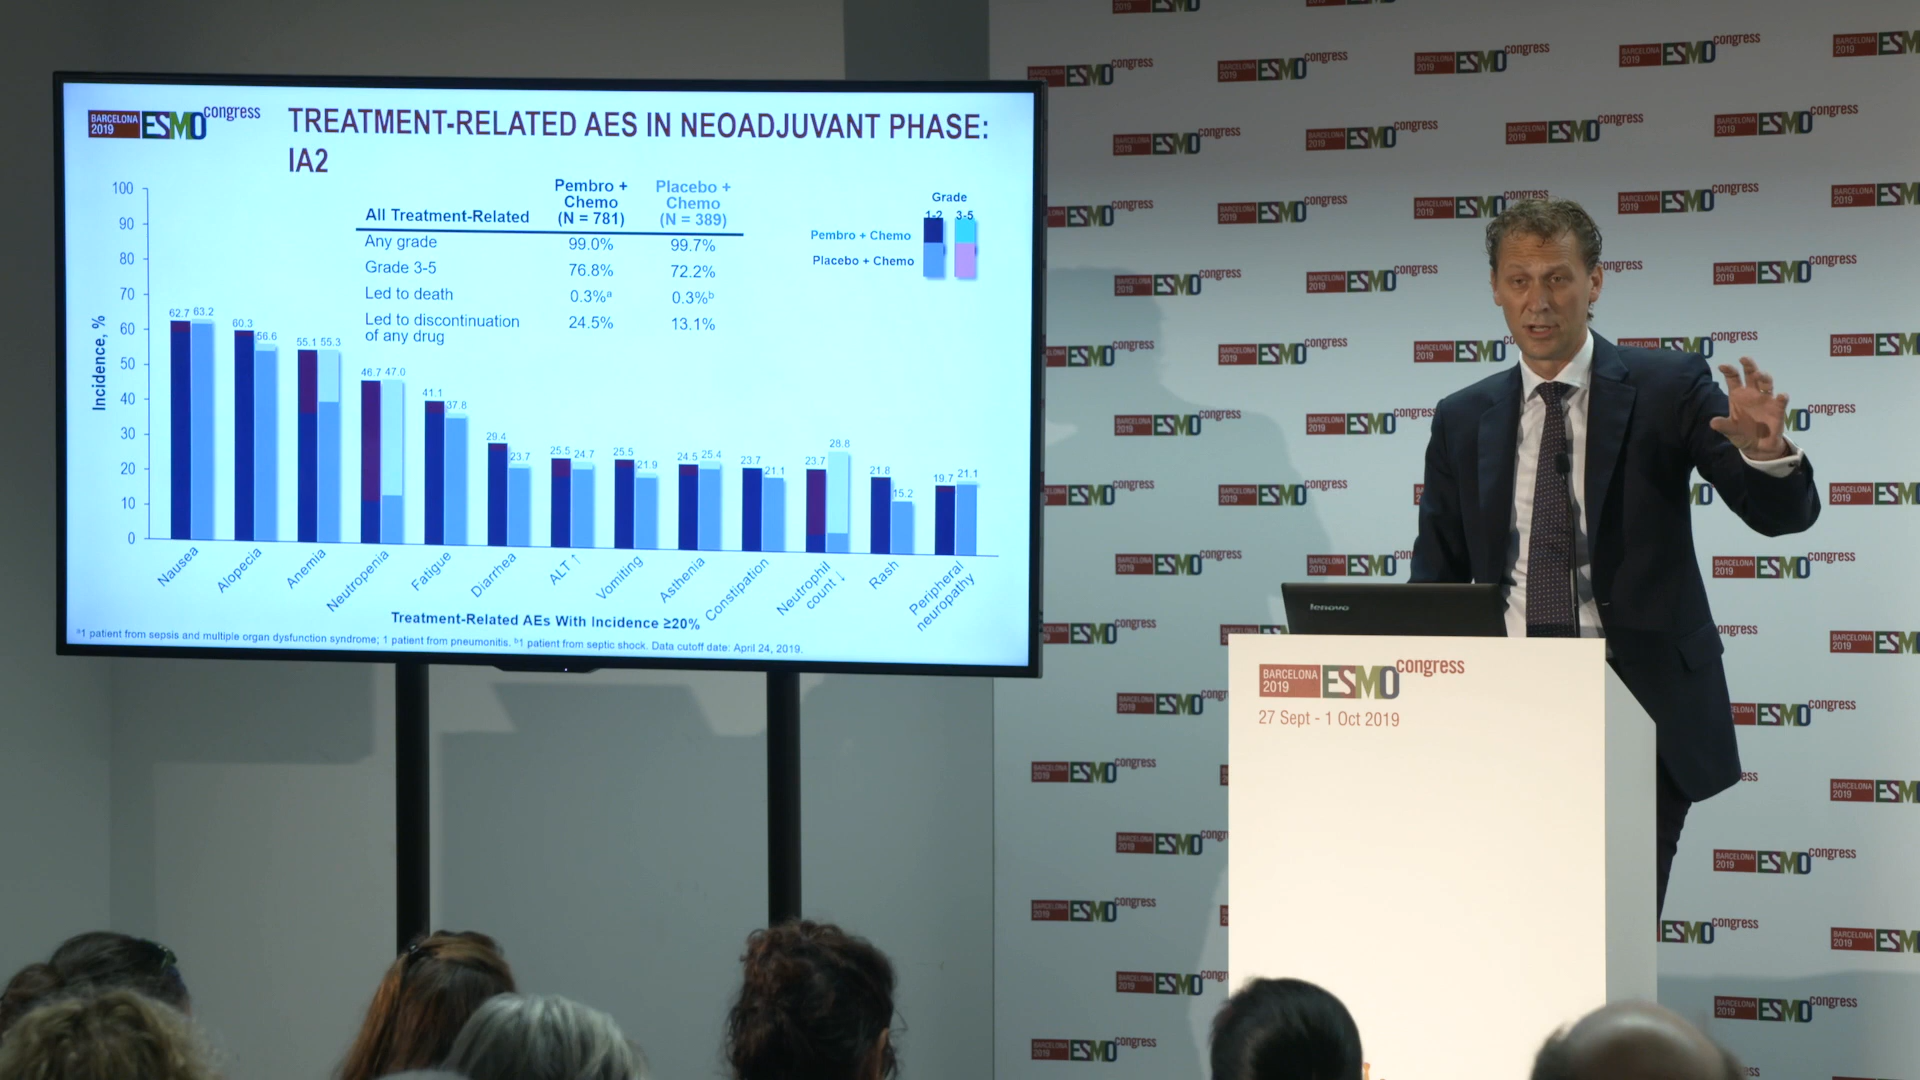 BARCELONA
2019
ESMO congress
TREATMENT-RELATED AES IN NEOADJUVANT PHASE:
IA2
All Treatment-Related
Pembro +
Chemo
(N = 781)
Placebo +
Chemo
(N = 389)
Any grade 99.0% 99.7%
Grade 3-5 76.8% 72.2%
Led to death 0.3%ᵃ 0.3%ᵇ
Led to discontinuation
of any drug 24.5% 13.1%
Grade
1-2 3-5
Pembro + Chemo
Placebo + Chemo
Incidence, %
100
90
80
70
60
50
40
30
20
10
0
62.7 63.2
60.3 56.6
55.1 55.3
46.7 47.0
41.1 37.8
29.4 23.7
25.5 24.7
25.5 21.9
24.5 25.4
23.7 21.1
23.7 28.8
21.8 15.2
19.7 21.1
Nausea
Alopecia
Anemia
Neutropenia
Fatigue
Diarrhea
ALT ↑
Vomiting
Asthenia
Constipation
Neutrophil
count ↓
Rash
Peripheral
neuropathy
Treatment-Related AEs With Incidence ≥20%
ᵃ1 patient from sepsis and multiple organ dysfunction syndrome; 1 patient from pneumonitis. ᵇ1 patient from septic shock. Data cutoff date: April 24, 2019.
lenovo
BARCELONA
2019
ESMO congress
27 Sept - 1 Oct 2019
BARCELONA
2019
ESMO congress